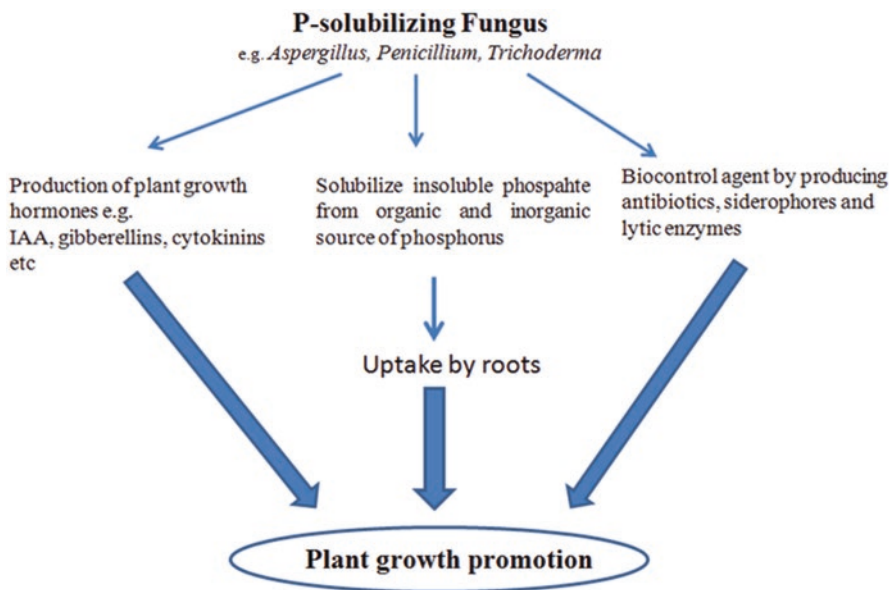 P-solubilizing Fungus
e.g. Aspergillus, Penicillium, Trichoderma
Production of plant growth
hormones e.g.
IAA, gibberellins, cytokinins
etc
Solubilize insoluble phospahte
from organic and inorganic
source of phosphorus
Biocontrol agent by producing
antibiotics, siderophores and
lytic enzymes
Uptake by roots
Plant growth promotion